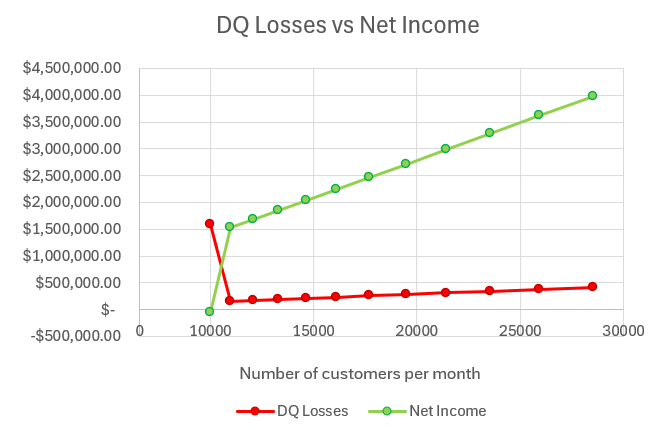 DQ Losses vs Net Income
$4,500,000.00
$4,000,000.00
$3,500,000.00
$3,000,000.00
$2,500,000.00
$2,000,000.00
$1,500,000.00
$1,000,000.00
$500,000.00
$-
-$500,000.00
0 10000 15000 20000 25000 30000
Number of customers per month
DQ Losses Net Income